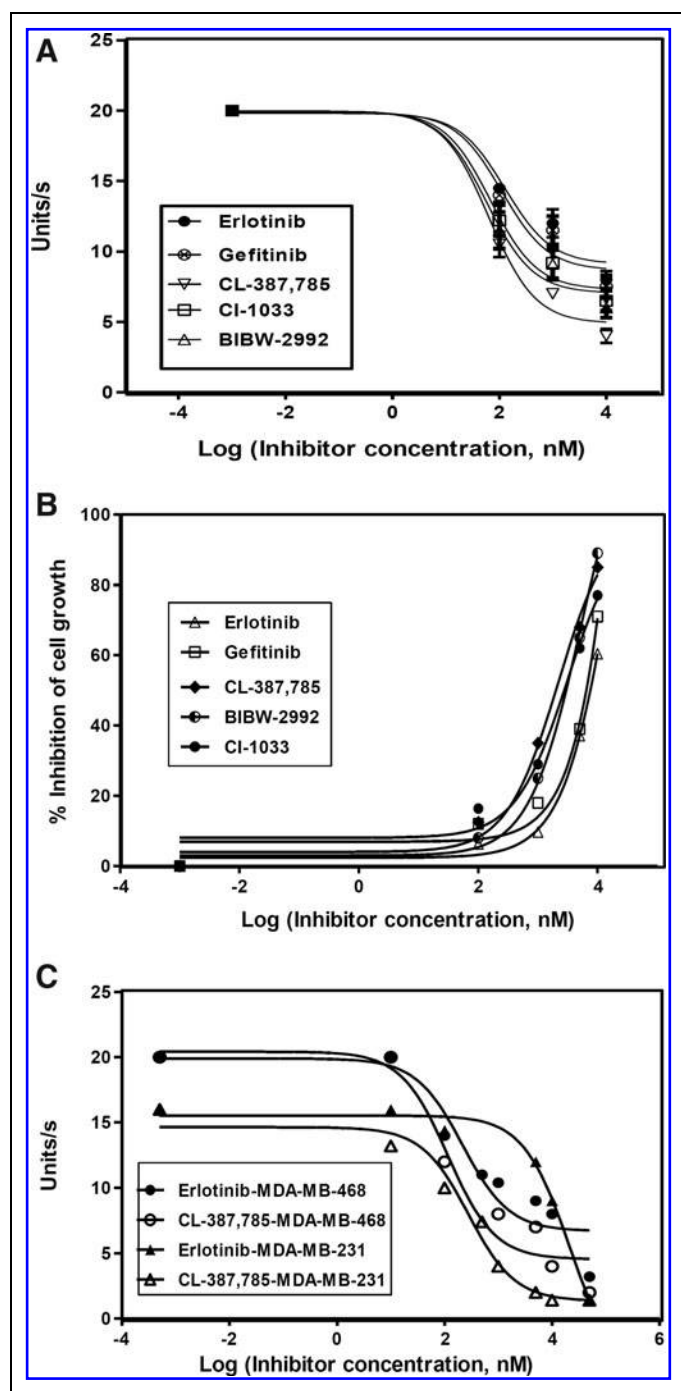 A
25
20
15
10
5
0
Units/s
Erlotinib
Gefitinib
CL-387,785
CI-1033
BIBW-2992
-4
-2
0
2
4
Log (Inhibitor concentration, nM)
B
100
80
60
40
20
0
% Inhibition of cell growth
Erlotinib
Gefitinib
CL-387,785
BIBW-2992
CI-1033
-4
-2
0
2
4
Log (Inhibitor concentration, nM)
C
25
20
15
10
5
0
Units/s
Erlotinib-MDA-MB-468
CL-387,785-MDA-MB-468
Erlotinib-MDA-MB-231
CL-387,785-MDA-MB-231
-4
-2
0
2
4
6
Log (Inhibitor concentration, nM)